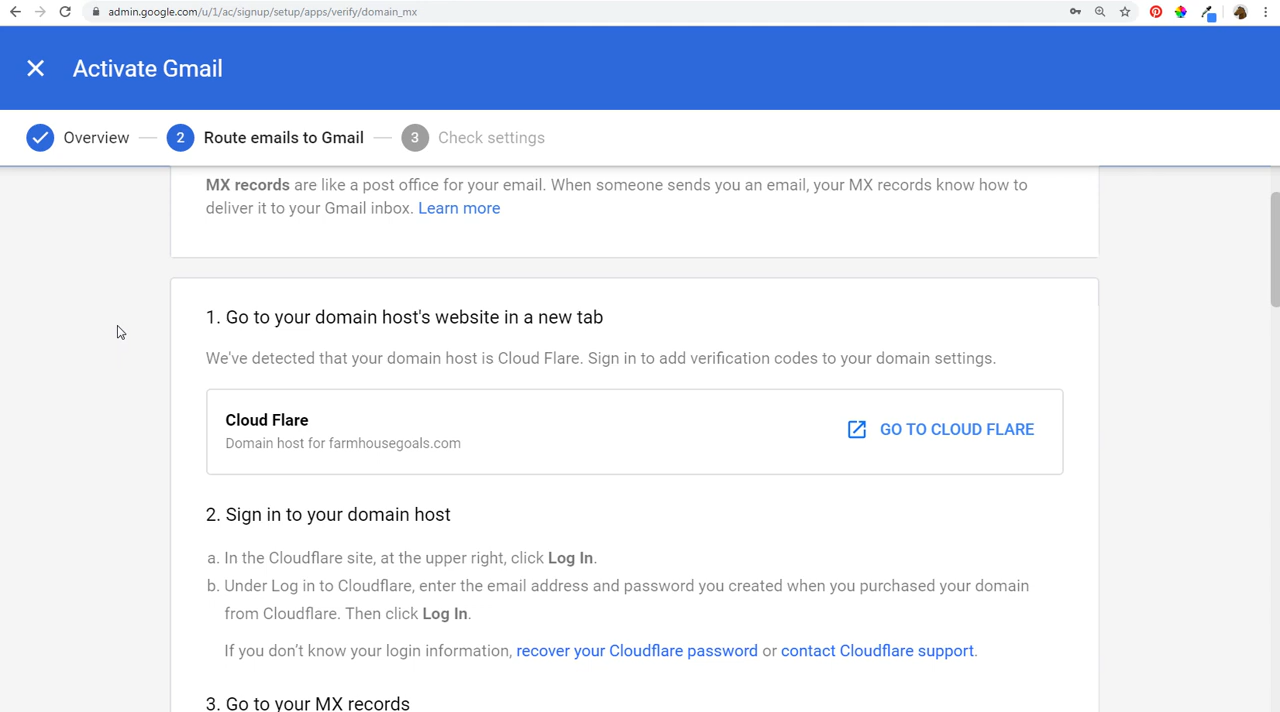 admin.google.com/u/1/ac/signup/setup/apps/verify/domain_mx
Activate Gmail
Overview
2 Route emails to Gmail
3 Check settings
MX records are like a post office for your email. When someone sends you an email, your MX records know how to
deliver it to your Gmail inbox. Learn more
1. Go to your domain host's website in a new tab
We've detected that your domain host is Cloud Flare. Sign in to add verification codes to your domain settings.
Cloud Flare
Domain host for farmhousegoals.com
GO TO CLOUD FLARE
2. Sign in to your domain host
a. In the Cloudflare site, at the upper right, click Log In.
b. Under Log in to Cloudflare, enter the email address and password you created when you purchased your domain
from Cloudflare. Then click Log In.
If you don't know your login information, recover your Cloudflare password or contact Cloudflare support.
3. Go to your MX records